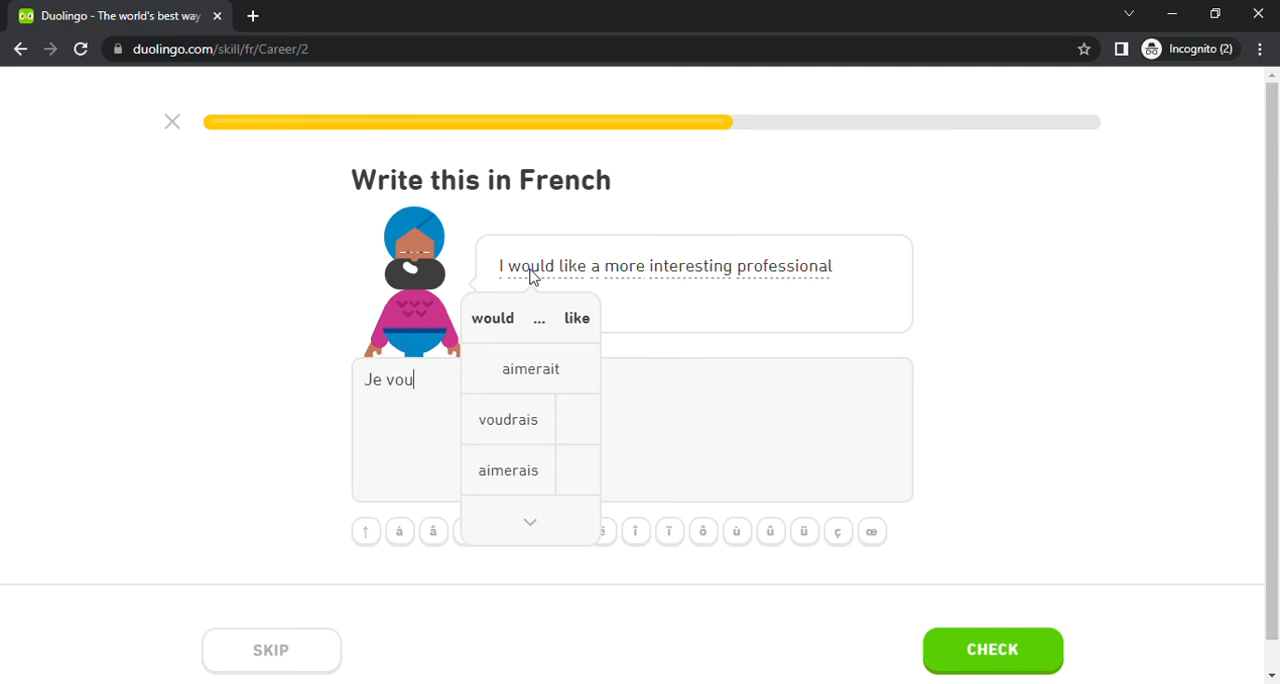 Duolingo - The world's best way
duolingo.com/skill/fr/Career/2
Incognito (2)
Write this in French
I would like a more interesting professional
would ... like
aimerait
voudrais
aimerais
Je vou
↑ à â î ï ô ù û ü ç œ
SKIP
CHECK